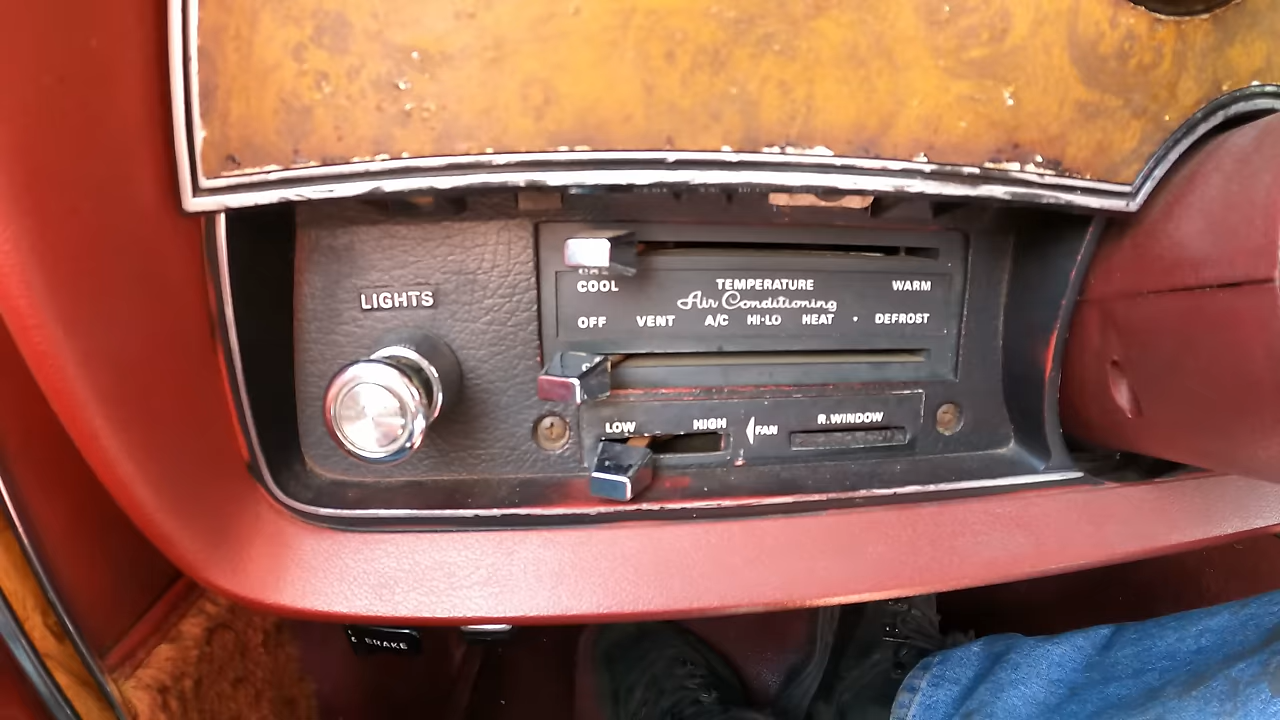 LIGHTS
COOL TEMPERATURE WARM
Air Conditioning
OFF VENT A/C HI-LO HEAT • DEFROST
LOW HIGH FAN R.WINDOW
BRAKE